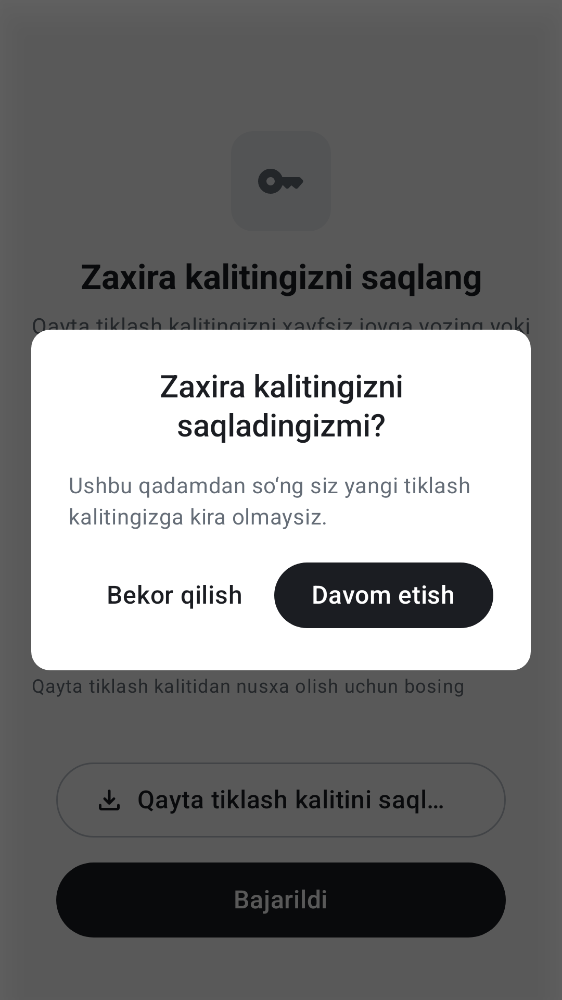 Zaxira kalitingizni saqlang
Qayta tiklash kalitingizni xavfsiz joyga yozing yoki
Zaxira kalitingizni
saqladingizmi?
Ushbu qadamdan so‘ng siz yangi tiklash
kalitingizga kira olmaysiz.
Bekor qilish
Davom etish
Qayta tiklash kalitidan nusxa olish uchun bosing
Qayta tiklash kalitini saql...
Bajarildi